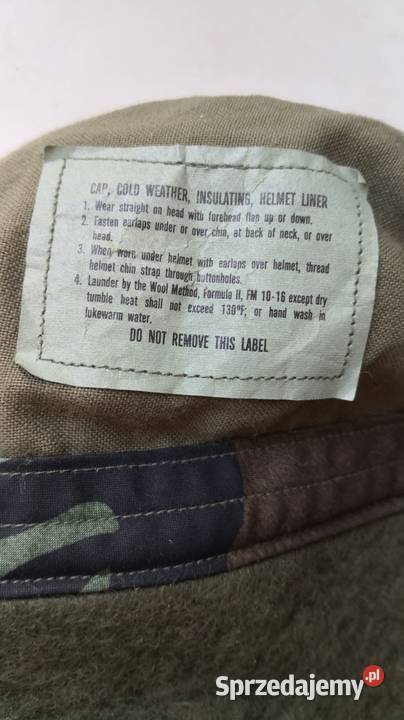 CAP, COLD WEATHER, INSULATING, HELMET LINER
1. Wear straight on head with forehead flap up or down.
2. Fasten earlaps under or over chin, at back of neck, or over
head.
3. When worn under helmet with earlaps over helmet, thread
helmet chin strap through buttonholes.
4. Launder by the Wool Method, Formula II, FM 10-16 except dry
tumble heat shall not exceed 130°F; or hand wash in
lukewarm water.
DO NOT REMOVE THIS LABEL
Sprzedajemy.pl